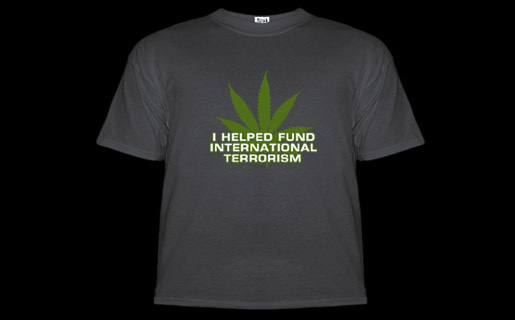 I HELPED FUND
INTERNATIONAL
TERRORISM